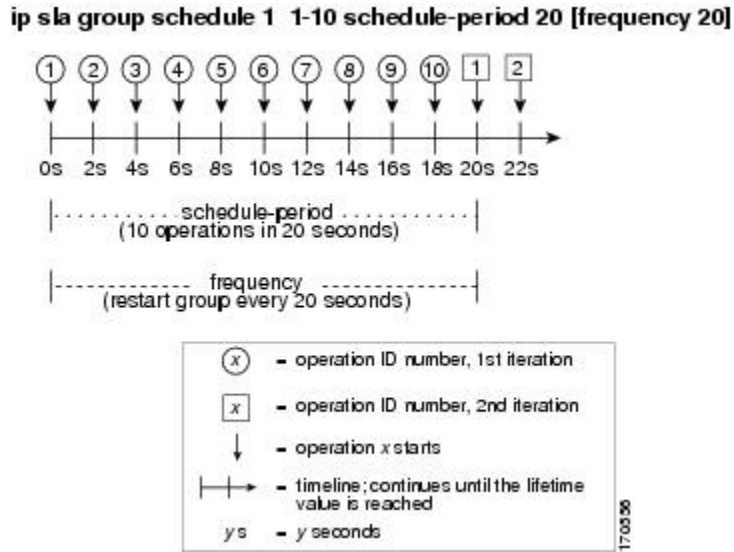 ip sla group schedule 1 1-10 schedule-period 20 [frequency 20]
1 2 3 4 5 6 7 8 9 10 1 2
0s 2s 4s 6s 8s 10s 12s 14s 16s 18s 20s 22s
schedule-period
(10 operations in 20 seconds)
frequency
(restart group every 20 seconds)
x = operation ID number, 1st iteration
x = operation ID number, 2nd iteration
= operation x starts
= timeline; continues until the lifetime
value is reached
y s = y seconds
170556